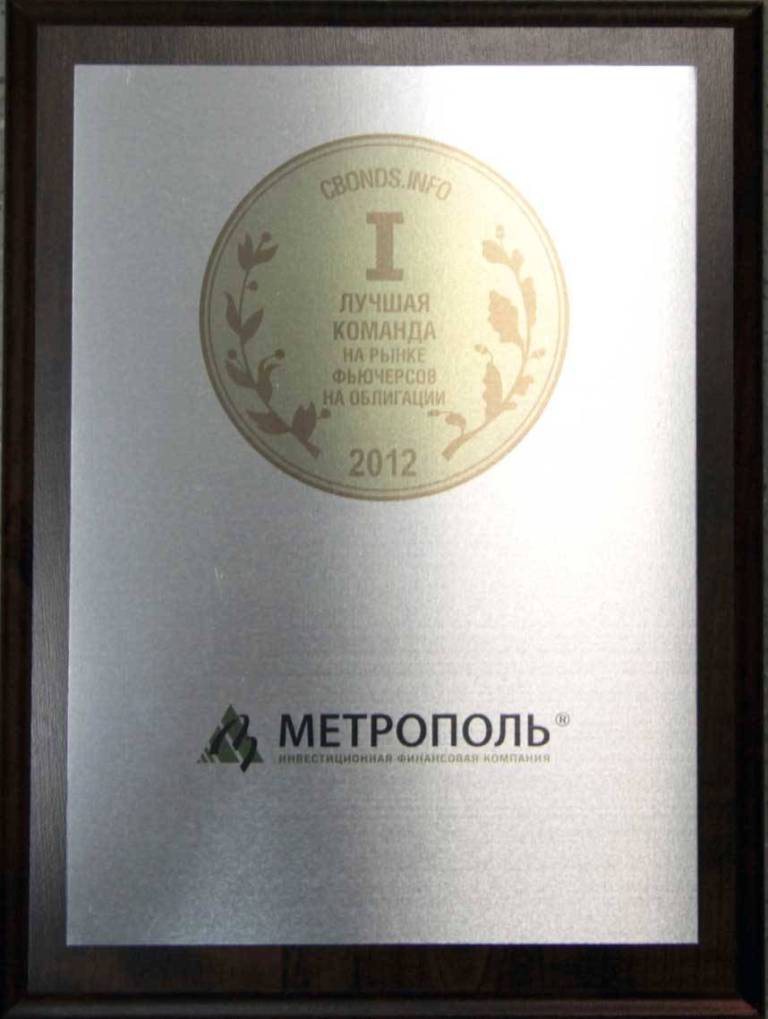 CBONDS.INFO
I
ЛУЧШАЯ
КОМАНДА
НА РЫНКЕ
ФЬЮЧЕРСОВ
НА ОБЛИГАЦИИ
2012
МЕТРОПОЛЬ®
ИНВЕСТИЦИОННАЯ ФИНАНСОВАЯ КОМПАНИЯ